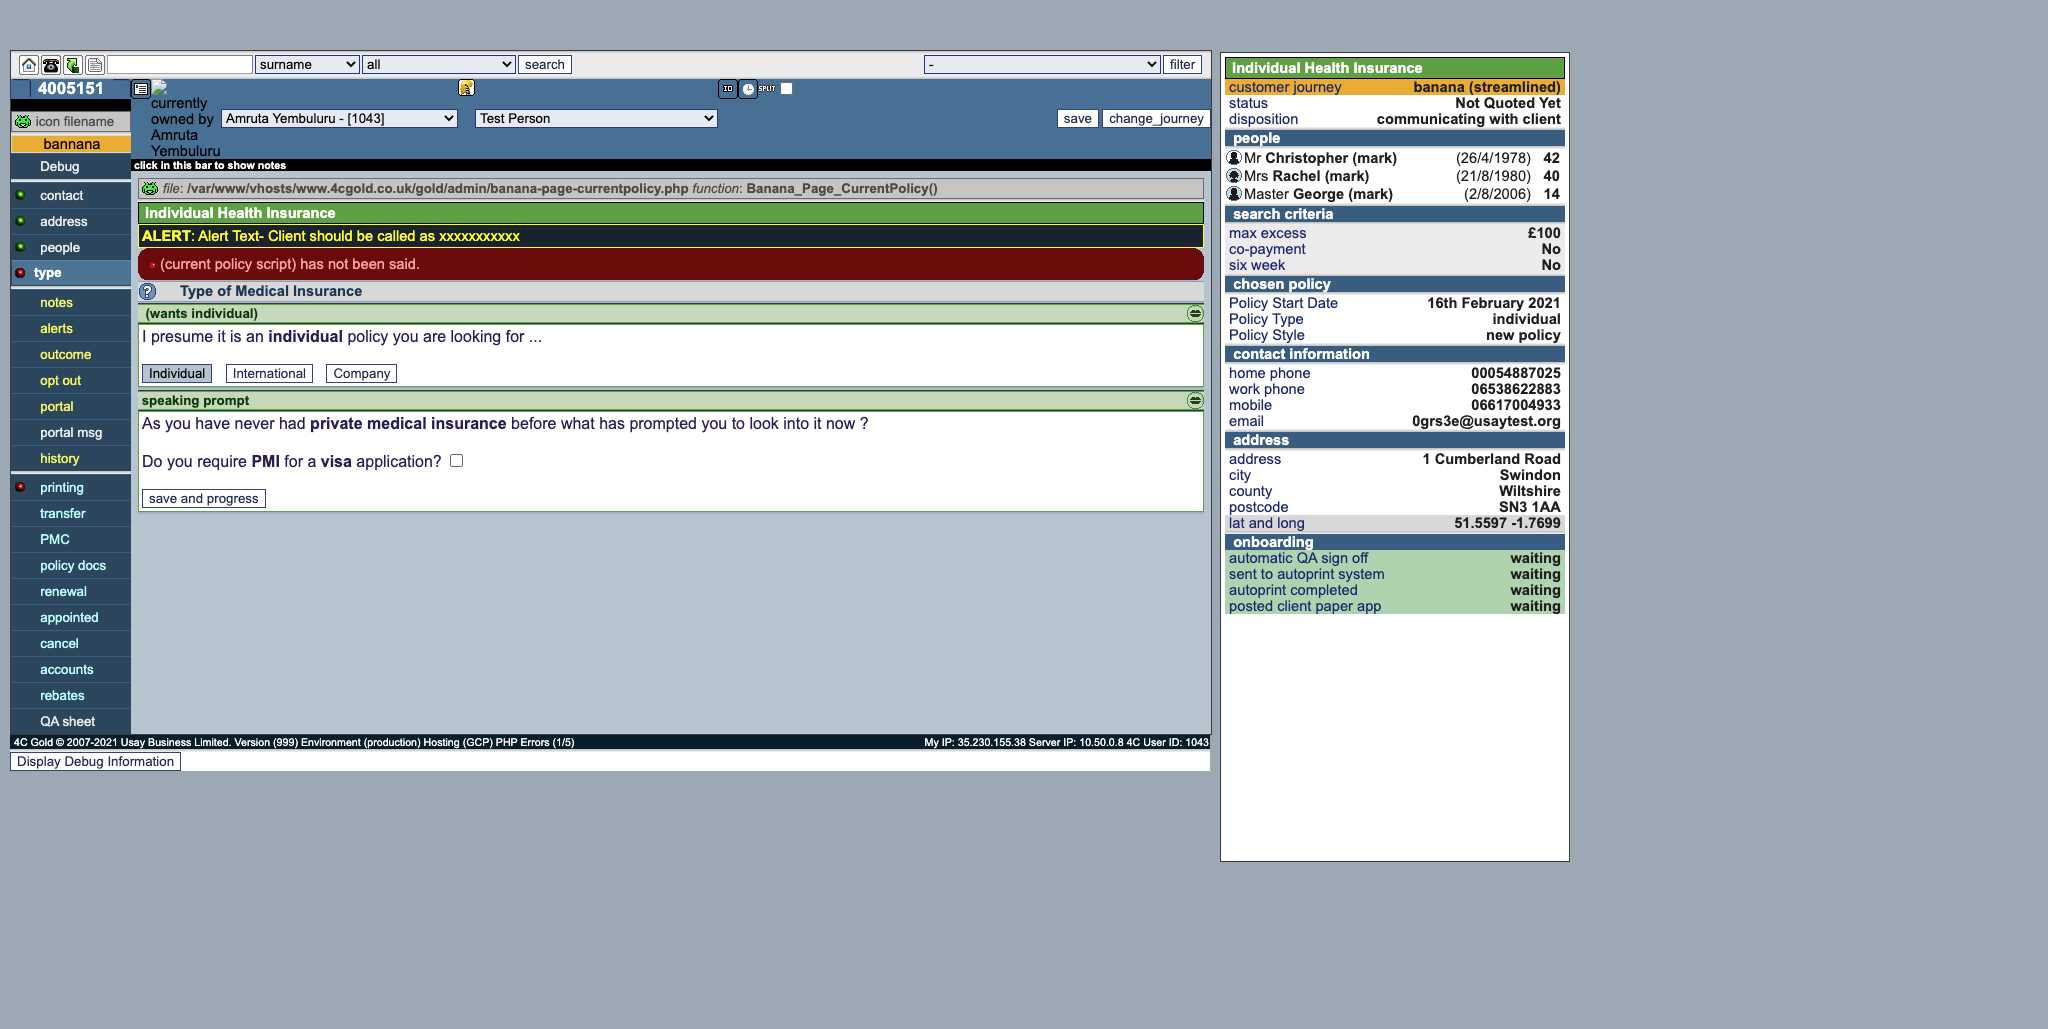 surname all search - filter
4005151
ID SPLIT
currently owned by Amruta Yembuluru
Amruta Yembuluru - [1043] Test Person save change_journey
icon filename
bannana
Debug
contact
address
people
type
notes
alerts
outcome
opt out
portal
portal msg
history
printing
transfer
PMC
policy docs
renewal
appointed
cancel
accounts
rebates
QA sheet
click in this bar to show notes
file: /var/www/vhosts/www.4cgold.co.uk/gold/admin/banana-page-currentpolicy.php function: Banana_Page_CurrentPolicy()
Individual Health Insurance
ALERT: Alert Text- Client should be called as xxxxxxxxxxx
(current policy script) has not been said.
? Type of Medical Insurance
(wants individual)
I presume it is an individual policy you are looking for ...
Individual International Company
speaking prompt
As you have never had private medical insurance before what has prompted you to look into it now ?
Do you require PMI for a visa application?
save and progress
4C Gold © 2007-2021 Usay Business Limited. Version (999) Environment (production) Hosting (GCP) PHP Errors (1/5) My IP: 35.230.155.38 Server IP: 10.50.0.8 4C User ID: 1043
Display Debug Information
Individual Health Insurance
customer journey banana (streamlined)
status Not Quoted Yet
disposition communicating with client
people
Mr Christopher (mark) (26/4/1978) 42
Mrs Rachel (mark) (21/8/1980) 40
Master George (mark) (2/8/2006) 14
search criteria
max excess £100
co-payment No
six week No
chosen policy
Policy Start Date 16th February 2021
Policy Type individual
Policy Style new policy
contact information
home phone 00054887025
work phone 06538622883
mobile 06617004933
email 0grs3e@usaytest.org
address
address 1 Cumberland Road
city Swindon
county Wiltshire
postcode SN3 1AA
lat and long 51.5597 -1.7699
onboarding
automatic QA sign off waiting
sent to autoprint system waiting
autoprint completed waiting
posted client paper app waiting